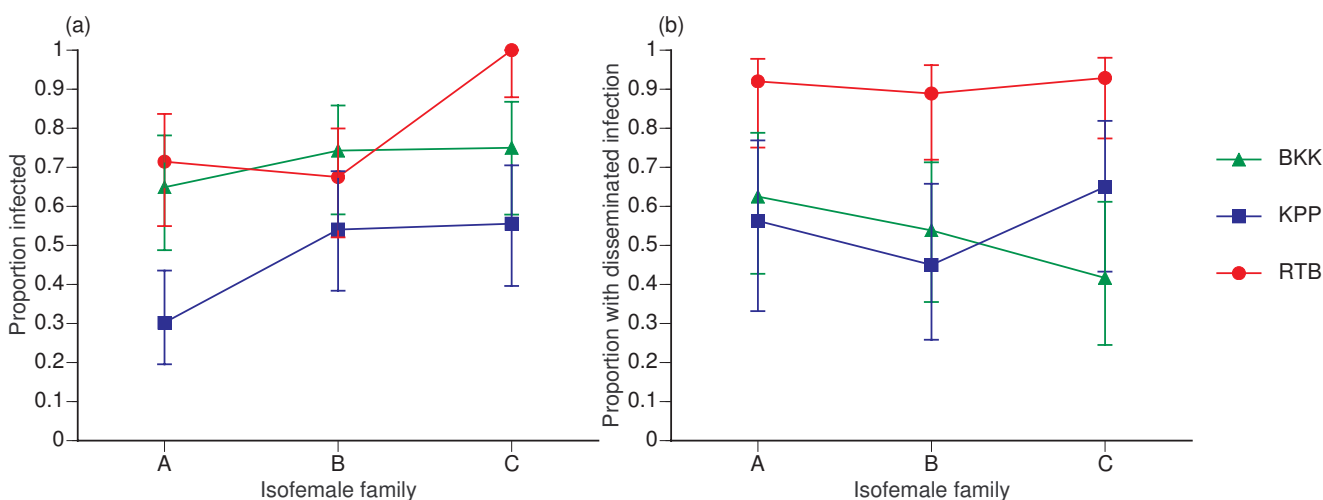 (a)
Proportion infected
1
0.9
0.8
0.7
0.6
0.5
0.4
0.3
0.2
0.1
0
A B C
Isofemale family
(b)
Proportion with disseminated infection
1
0.9
0.8
0.7
0.6
0.5
0.4
0.3
0.2
0.1
0
A B C
Isofemale family
BKK
KPP
RTB